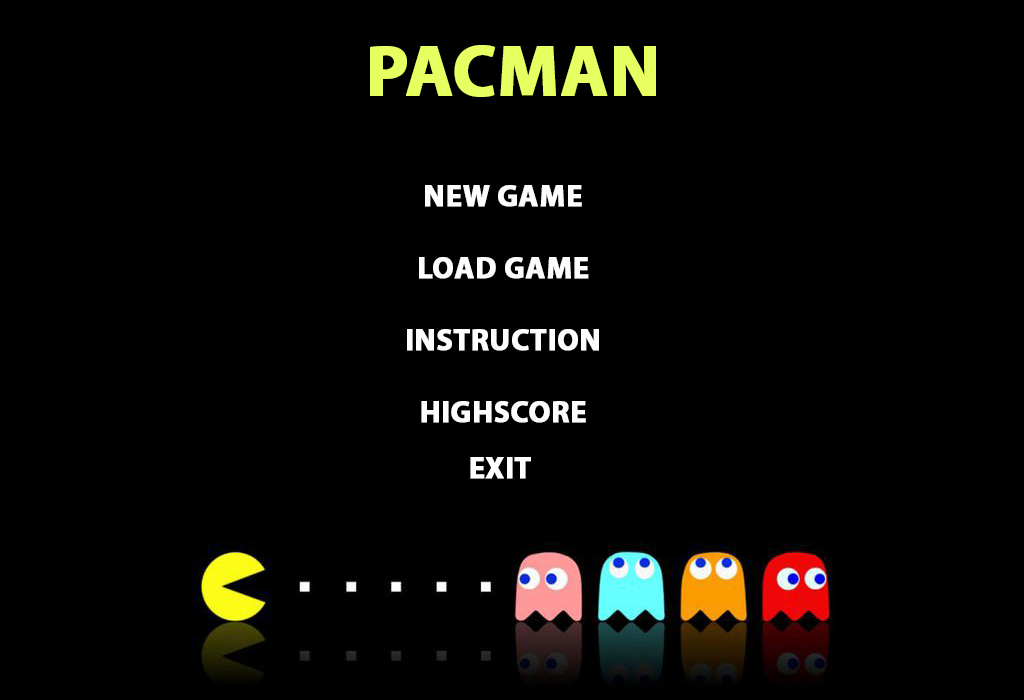 PACMAN
NEW GAME
LOAD GAME
INSTRUCTION
HIGHSCORE
EXIT